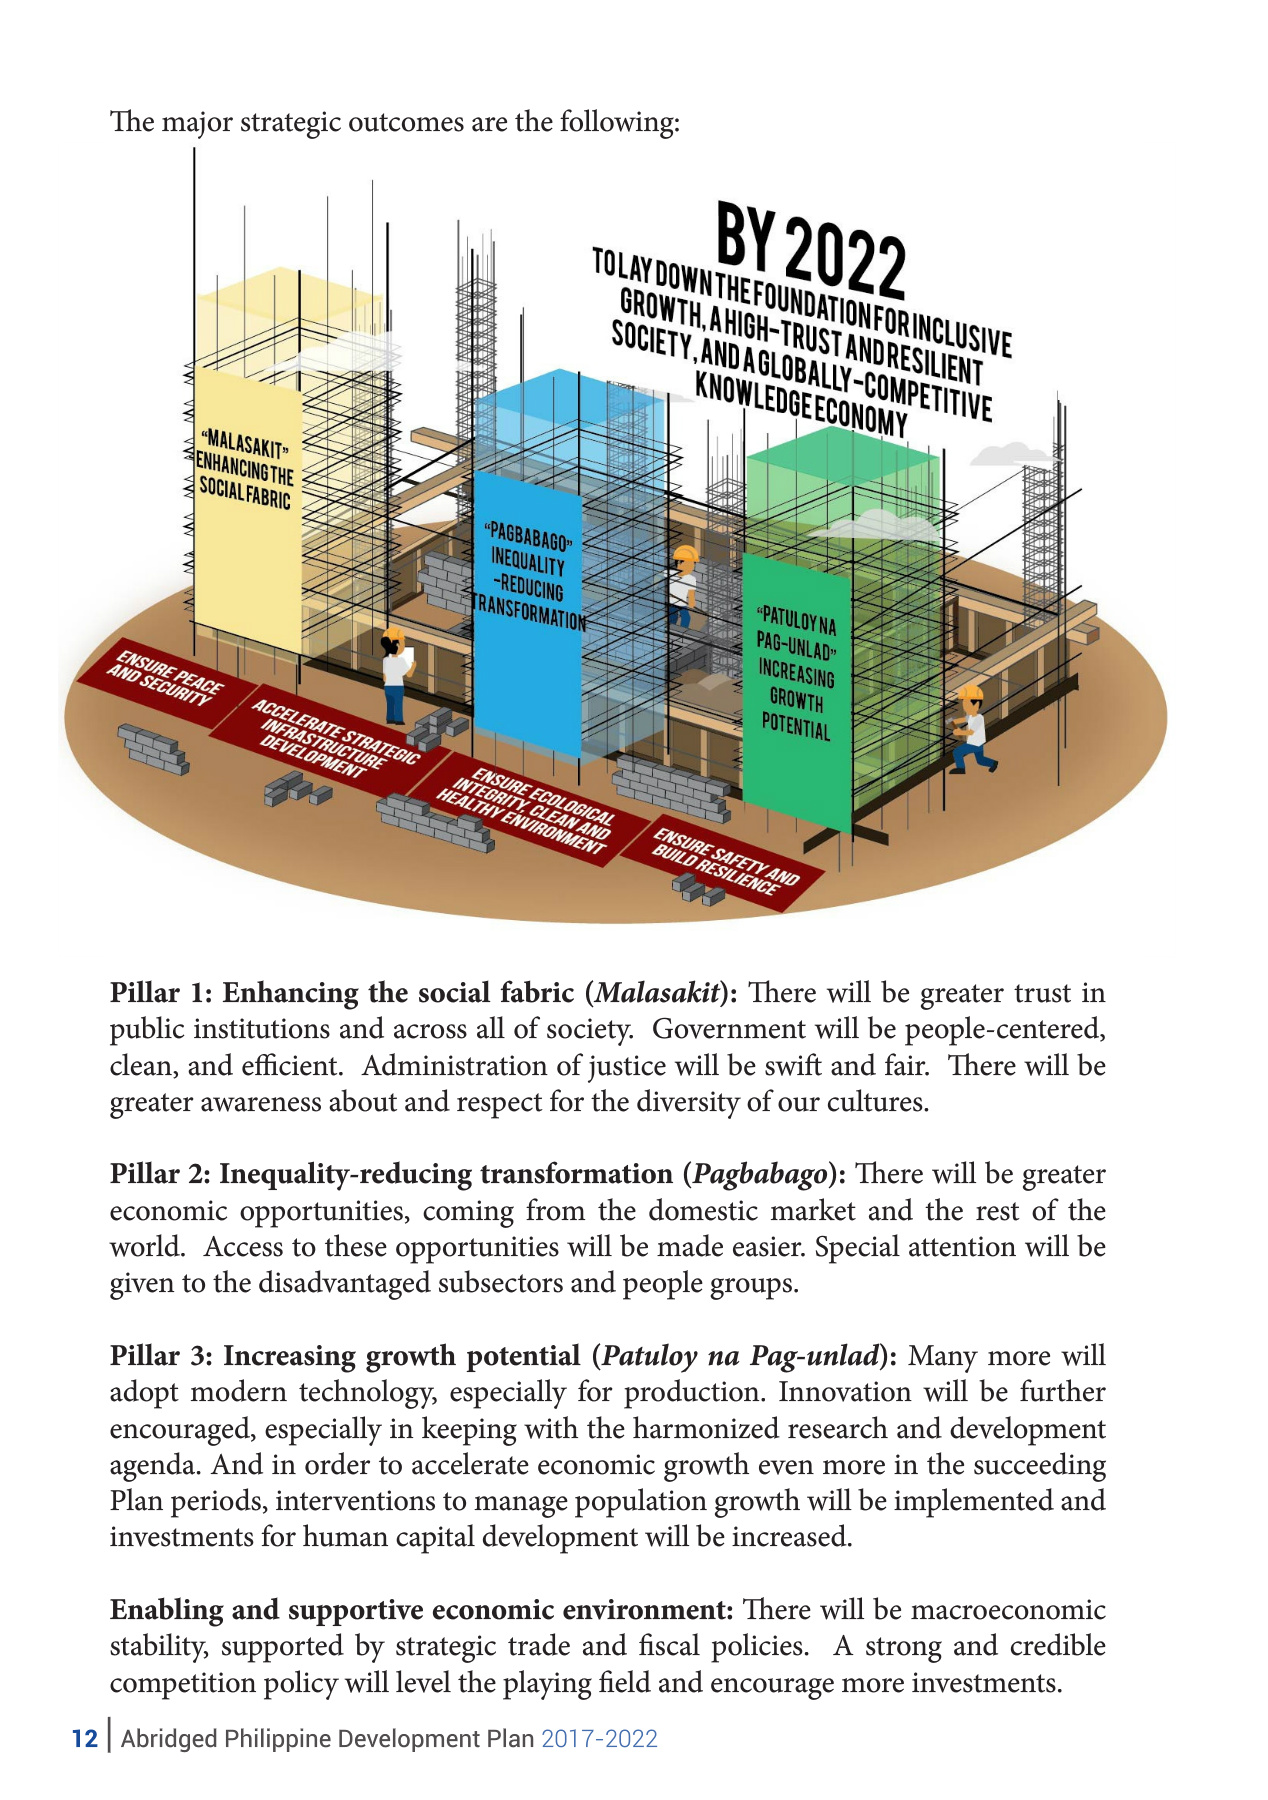 The major strategic outcomes are the following:
BY 2022
TO LAY DOWN THE FOUNDATION FOR INCLUSIVE
GROWTH, A HIGH-TRUST AND RESILIENT
SOCIETY, AND A GLOBALLY-COMPETITIVE
KNOWLEDGE ECONOMY
“MALASAKIT”
ENHANCING THE
SOCIAL FABRIC
“PAGBABAGO”
INEQUALITY
-REDUCING
TRANSFORMATION
“PATULOY NA
PAG-UNLAD”
INCREASING
GROWTH
POTENTIAL
ENSURE PEACE
AND SECURITY
ACCELERATE STRATEGIC
INFRASTRUCTURE
DEVELOPMENT
ENSURE ECOLOGICAL
INTEGRITY, CLEAN AND
HEALTHY ENVIRONMENT
ENSURE SAFETY AND
BUILD RESILIENCE
Pillar 1: Enhancing the social fabric (Malasakit): There will be greater trust in
public institutions and across all of society. Government will be people-centered,
clean, and efficient. Administration of justice will be swift and fair. There will be
greater awareness about and respect for the diversity of our cultures.
Pillar 2: Inequality-reducing transformation (Pagbabago): There will be greater
economic opportunities, coming from the domestic market and the rest of the
world. Access to these opportunities will be made easier. Special attention will be
given to the disadvantaged subsectors and people groups.
Pillar 3: Increasing growth potential (Patuloy na Pag-unlad): Many more will
adopt modern technology, especially for production. Innovation will be further
encouraged, especially in keeping with the harmonized research and development
agenda. And in order to accelerate economic growth even more in the succeeding
Plan periods, interventions to manage population growth will be implemented and
investments for human capital development will be increased.
Enabling and supportive economic environment: There will be macroeconomic
stability, supported by strategic trade and fiscal policies. A strong and credible
competition policy will level the playing field and encourage more investments.
12 | Abridged Philippine Development Plan 2017-2022